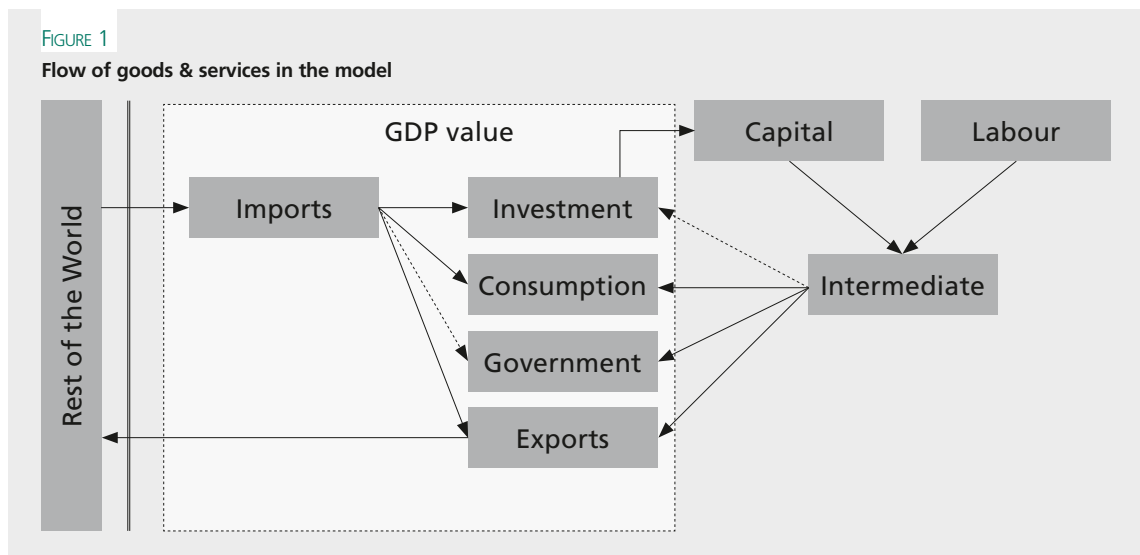 FIGURE 1
Flow of goods & services in the model
Rest of the World
GDP value
Imports
Investment
Consumption
Government
Exports
Capital
Labour
Intermediate